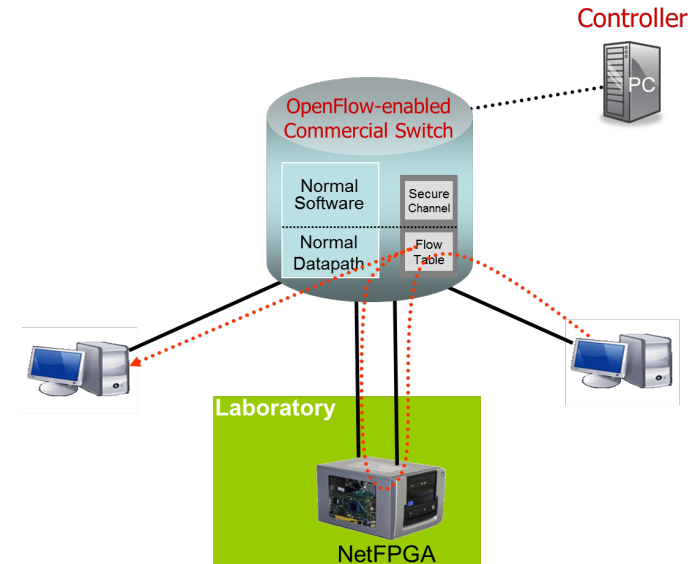 Controller
PC
OpenFlow-enabled
Commercial Switch
Normal
Software
Secure
Channel
Normal
Datapath
Flow
Table
Laboratory
NetFPGA